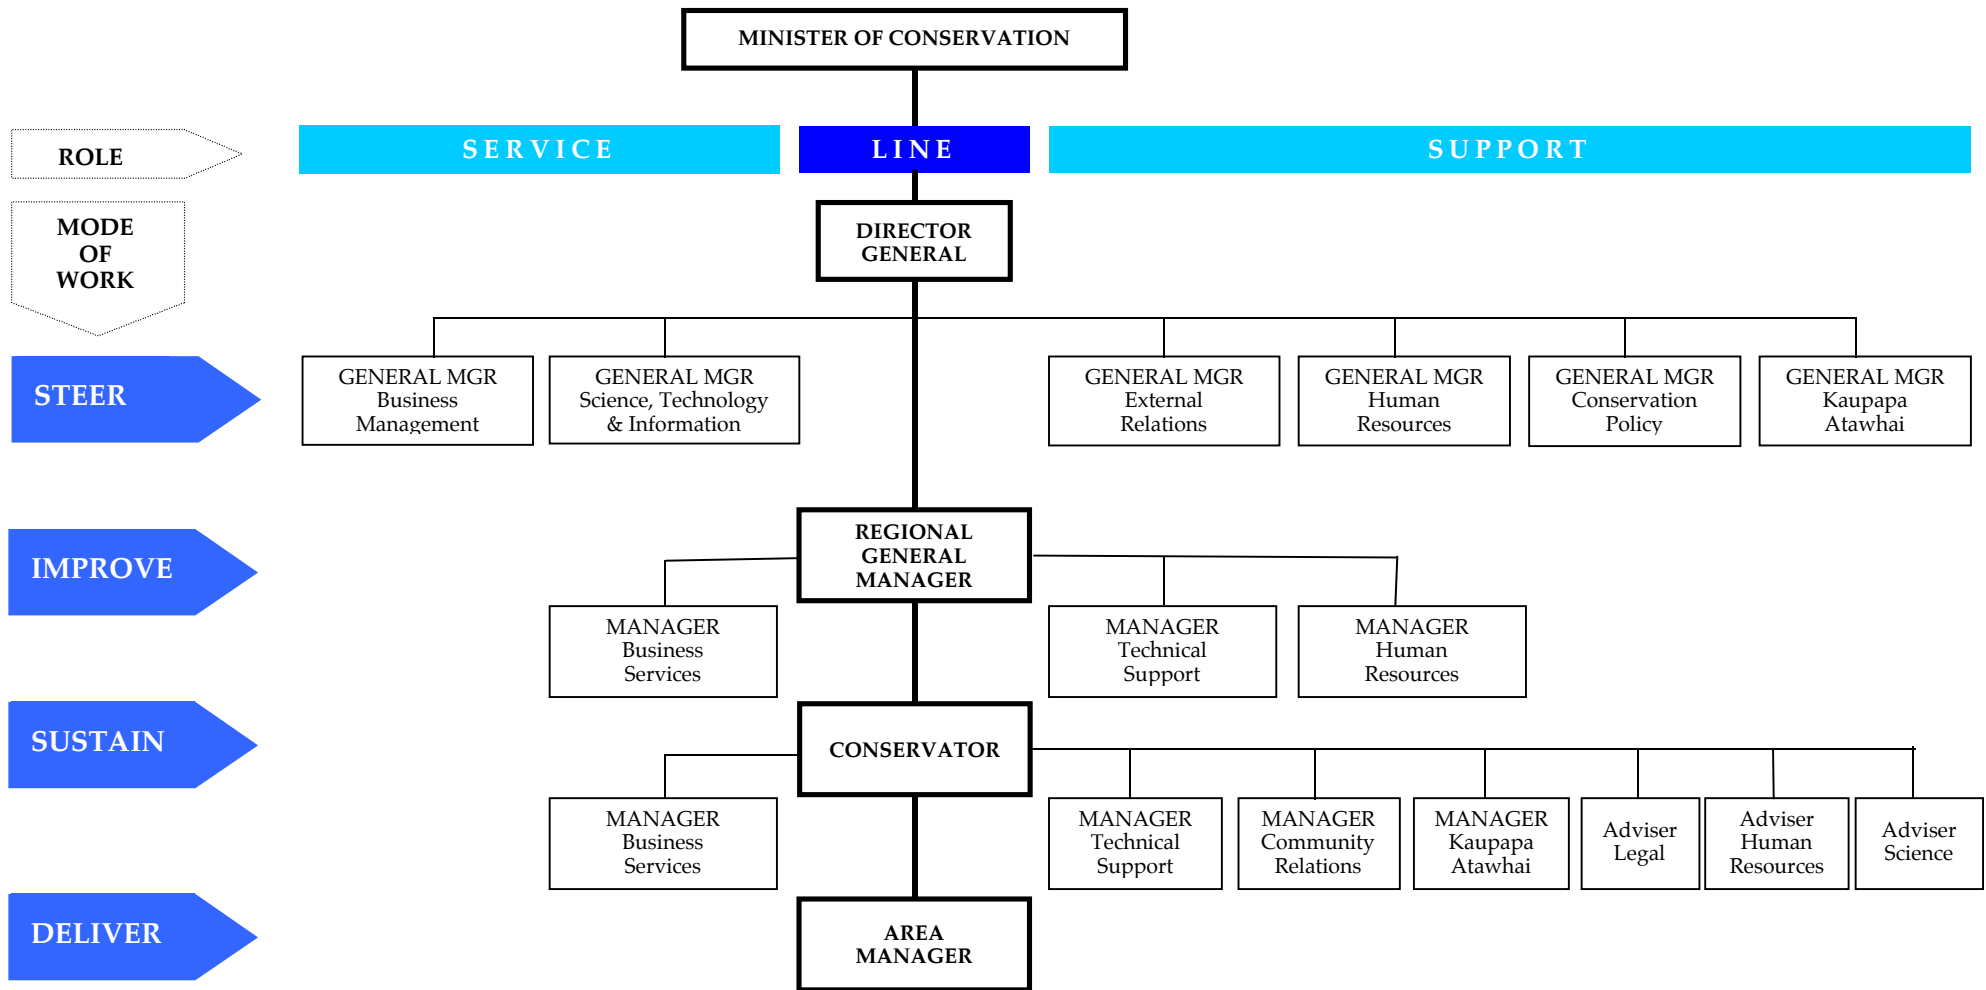 MINISTER OF CONSERVATION
ROLE
SERVICE
LINE
SUPPORT
MODE
OF
WORK
DIRECTOR
GENERAL
STEER
GENERAL MGR
Business
Management
GENERAL MGR
Science, Technology
& Information
GENERAL MGR
External
Relations
GENERAL MGR
Human
Resources
GENERAL MGR
Conservation
Policy
GENERAL MGR
Kaupapa
Atawhai
IMPROVE
REGIONAL
GENERAL
MANAGER
MANAGER
Business
Services
MANAGER
Technical
Support
MANAGER
Human
Resources
SUSTAIN
CONSERVATOR
MANAGER
Business
Services
MANAGER
Technical
Support
MANAGER
Community
Relations
MANAGER
Kaupapa
Atawhai
Adviser
Legal
Adviser
Human
Resources
Adviser
Science
DELIVER
AREA
MANAGER